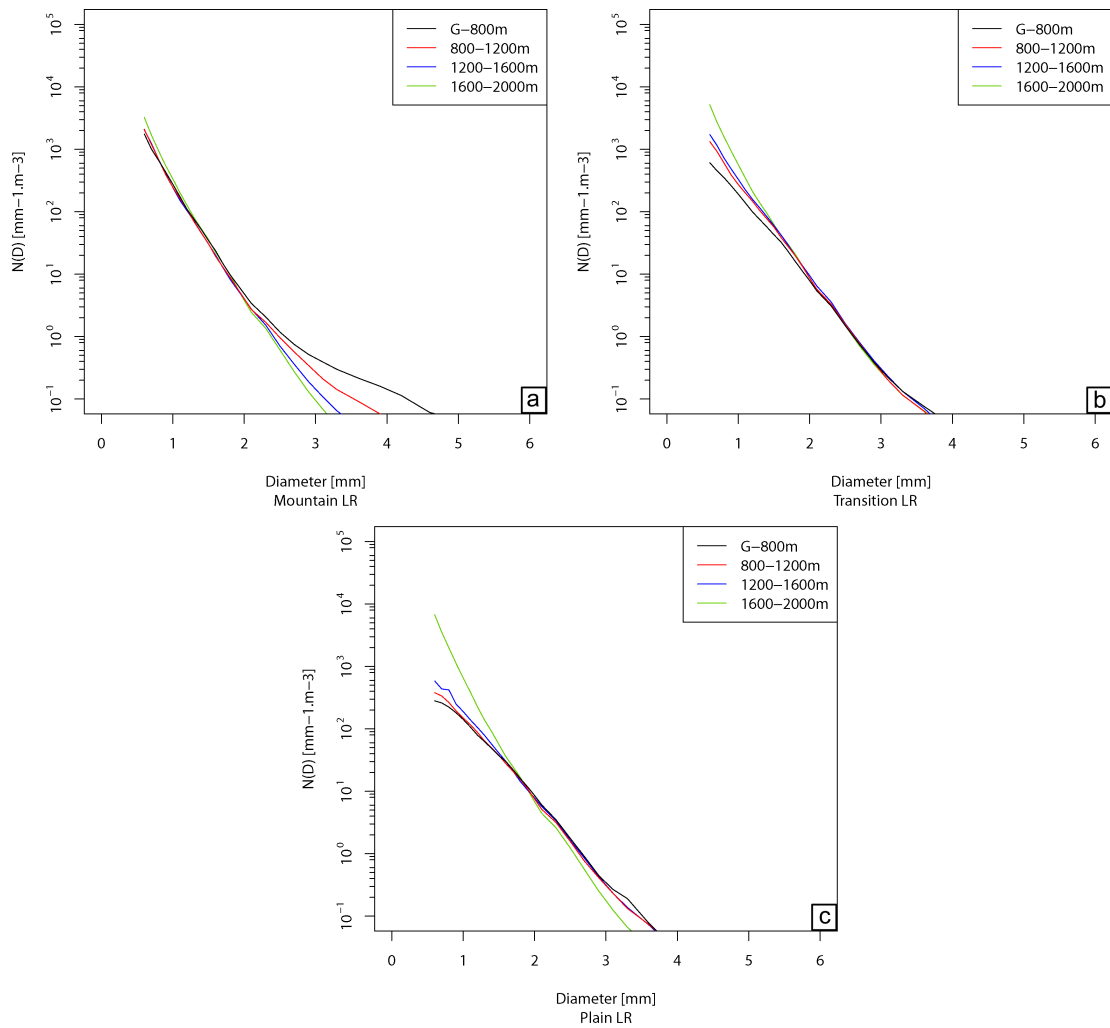 G−800m
800−1200m
1200−1600m
1600−2000m
10^5
10^4
10^3
10^2
10^1
10^0
10^−1
N(D) [mm−1.m−3]
0 1 2 3 4 5 6
Diameter [mm]
Mountain LR
a
G−800m
800−1200m
1200−1600m
1600−2000m
10^5
10^4
10^3
10^2
10^1
10^0
10^−1
N(D) [mm−1.m−3]
0 1 2 3 4 5 6
Diameter [mm]
Transition LR
b
G−800m
800−1200m
1200−1600m
1600−2000m
10^5
10^4
10^3
10^2
10^1
10^0
10^−1
N(D) [mm−1.m−3]
0 1 2 3 4 5 6
Diameter [mm]
Plain LR
c